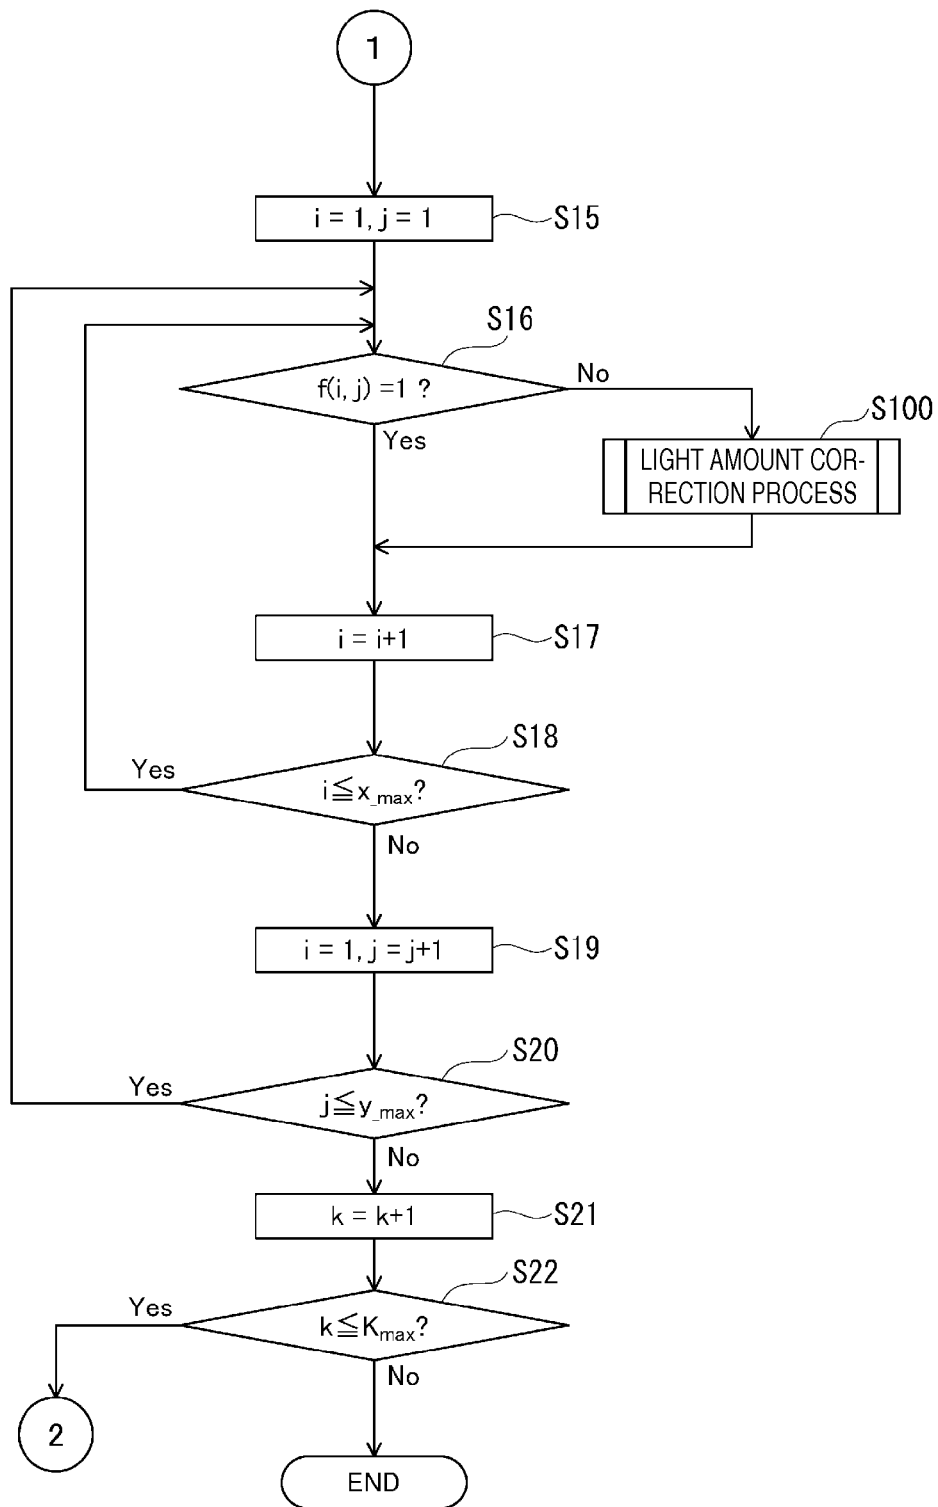 1
i = 1, j = 1
S15
S16
f(i, j) =1 ?
No
Yes
S100
LIGHT AMOUNT COR-
RECTION PROCESS
i = i+1
S17
S18
Yes
i≦x_max?
No
i = 1, j = j+1
S19
S20
Yes
j≦y_max?
No
k = k+1
S21
S22
Yes
k≦Kmax?
No
2
END